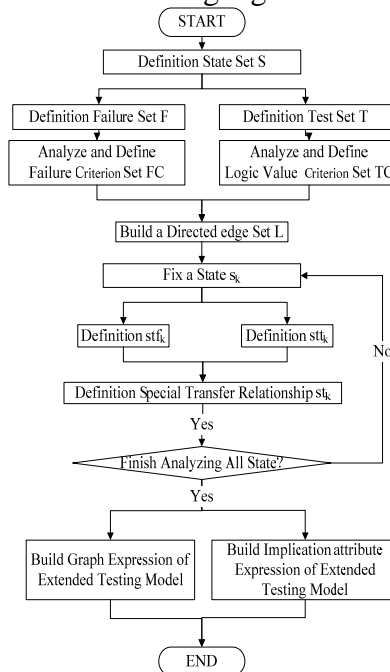 START
Definition State Set S
Definition Failure Set F
Definition Test Set T
Analyze and Define
Failure Criterion Set FC
Analyze and Define
Logic Value Criterion Set TC
Build a Directed edge Set L
Fix a State sk
Definition stfk
Definition sttk
No
Definition Special Transfer Relationship stk
Yes
Finish Analyzing All State?
Yes
Build Graph Expression of
Extended Testing Model
Build Implication attribute
Expression of Extended
Testing Model
END